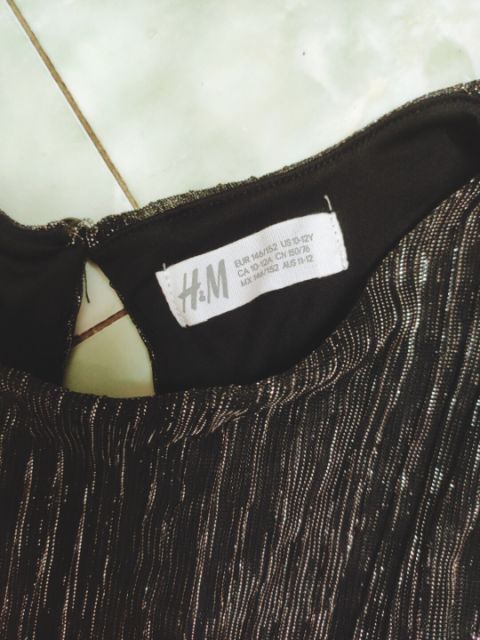 H&M
EUR 146/152 US 10-12Y
CA 10-12A CN 150/76
MX 146/152 AUS 11-12